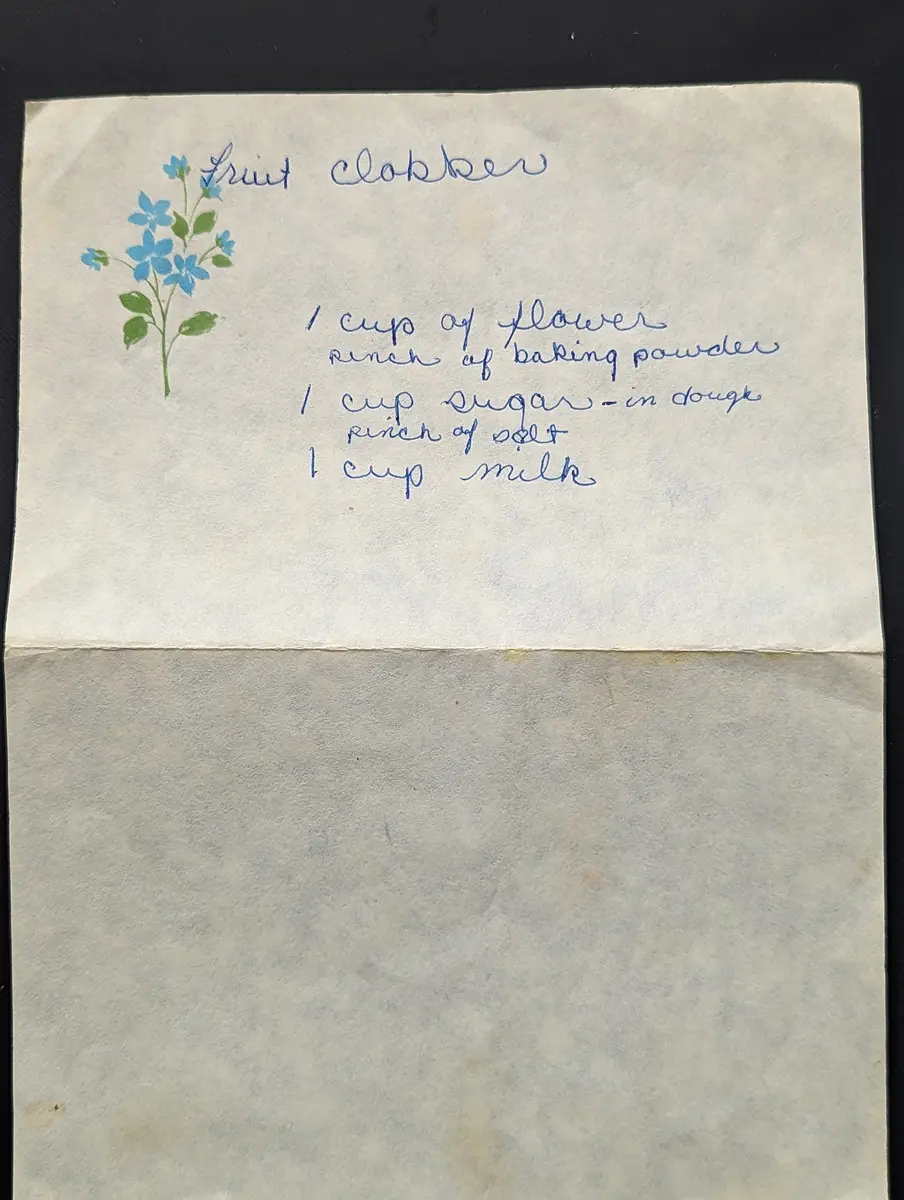 Fruit clobber
1 cup of flower
pinch of baking powder
1 cup sugar - in dough
pinch of salt
1 cup milk